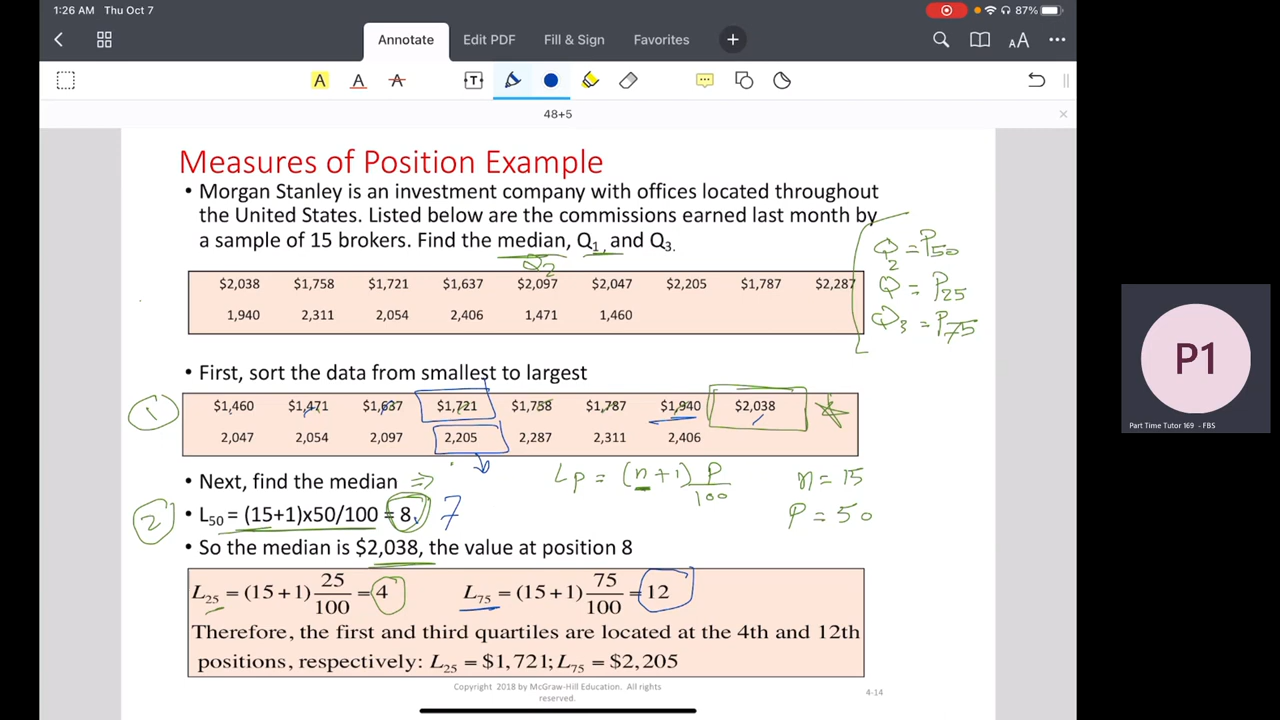 1:26 AM Thu Oct 7
87%
Annotate Edit PDF Fill & Sign Favorites +
AA
A A A T
48+5
Measures of Position Example
• Morgan Stanley is an investment company with offices located throughout
the United States. Listed below are the commissions earned last month by
a sample of 15 brokers. Find the median, Q1, and Q3.
Q2
Q2 = P50
Q = P25
Q3 = P75
$2,038 $1,758 $1,721 $1,637 $2,097 $2,047 $2,205 $1,787 $2,287
1,940 2,311 2,054 2,406 1,471 1,460
• First, sort the data from smallest to largest
1
$1,460 $1,471 $1,637 $1,721 $1,758 $1,787 $1,940 $2,038
2,047 2,054 2,097 2,205 2,287 2,311 2,406
• Next, find the median ⇒
Lp = (n+1) P/100
n = 15
P = 50
2
• L50 = (15+1)x50/100 = 8, 7
• So the median is $2,038, the value at position 8
L25 = (15+1) 25/100 = 4 L75 = (15+1) 75/100 = 12
Therefore, the first and third quartiles are located at the 4th and 12th
positions, respectively: L25 = $1,721; L75 = $2,205
Copyright 2018 by McGraw-Hill Education. All rights
reserved.
4-14
P1
Part Time Tutor 169 - FBS